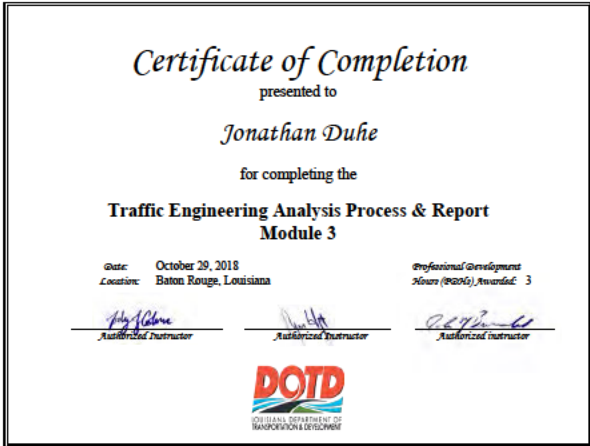 Certificate of Completion
presented to
Jonathan Duhe
for completing the
Traffic Engineering Analysis Process & Report
Module 3
Date: October 29, 2018
Location: Baton Rouge, Louisiana
Professional Development
Hours (PDHs) Awarded: 3
Authorized Instructor
Authorized Instructor
Authorized instructor
DOTD
LOUISIANA DEPARTMENT OF
TRANSPORTATION & DEVELOPMENT